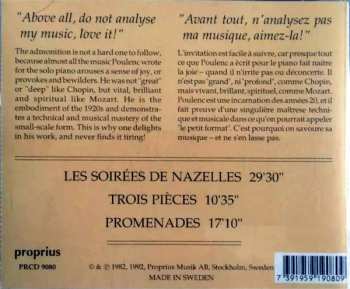 "Above all, do not analyse
my music, love it!"
The admonition is not a hard one to follow,
because almost all the music Poulenc wrote
for the solo piano arouses a sense of joy, or
provokes and bewilders. He was not "great"
or "deep" like Chopin, but vital, brilliant
and spiritual like Mozart. He is the
embodiment of the 1920s and demonstra-
tes a technical and musical mastery of the
small-scale form. This is why one delights
in his work, and never finds it tiring!
"Avant tout, n'analysez pas
ma musique, aimez-la!"
L'invitation est facile à suivre, car presque tout
ce que Poulenc a écrit pour le piano fait naître
la joie – quand il n'irrite pas ou déconcerte. Il
n'est pas 'grand', ni 'profond', comme Chopin,
mais vivant, brillant, spirituel, comme Mozart.
Poulenc est une incarnation des années 20, et il
fait preuve d'une singulière maîtrise technique
et musicale dans ce qu'on pourrait appeler
'le petit format'. C'est pourquoi on savoure sa
musique – et ne s'en lasse pas.
LES SOIRÉES DE NAZELLES 29'30"
TROIS PIÈCES 10'35"
PROMENADES 17'10"
proprius
PRCD 9080
© & ℗ 1982, 1992, Proprius Musik AB, Stockholm, Sweden
MADE IN SWEDEN
7 391959 190809